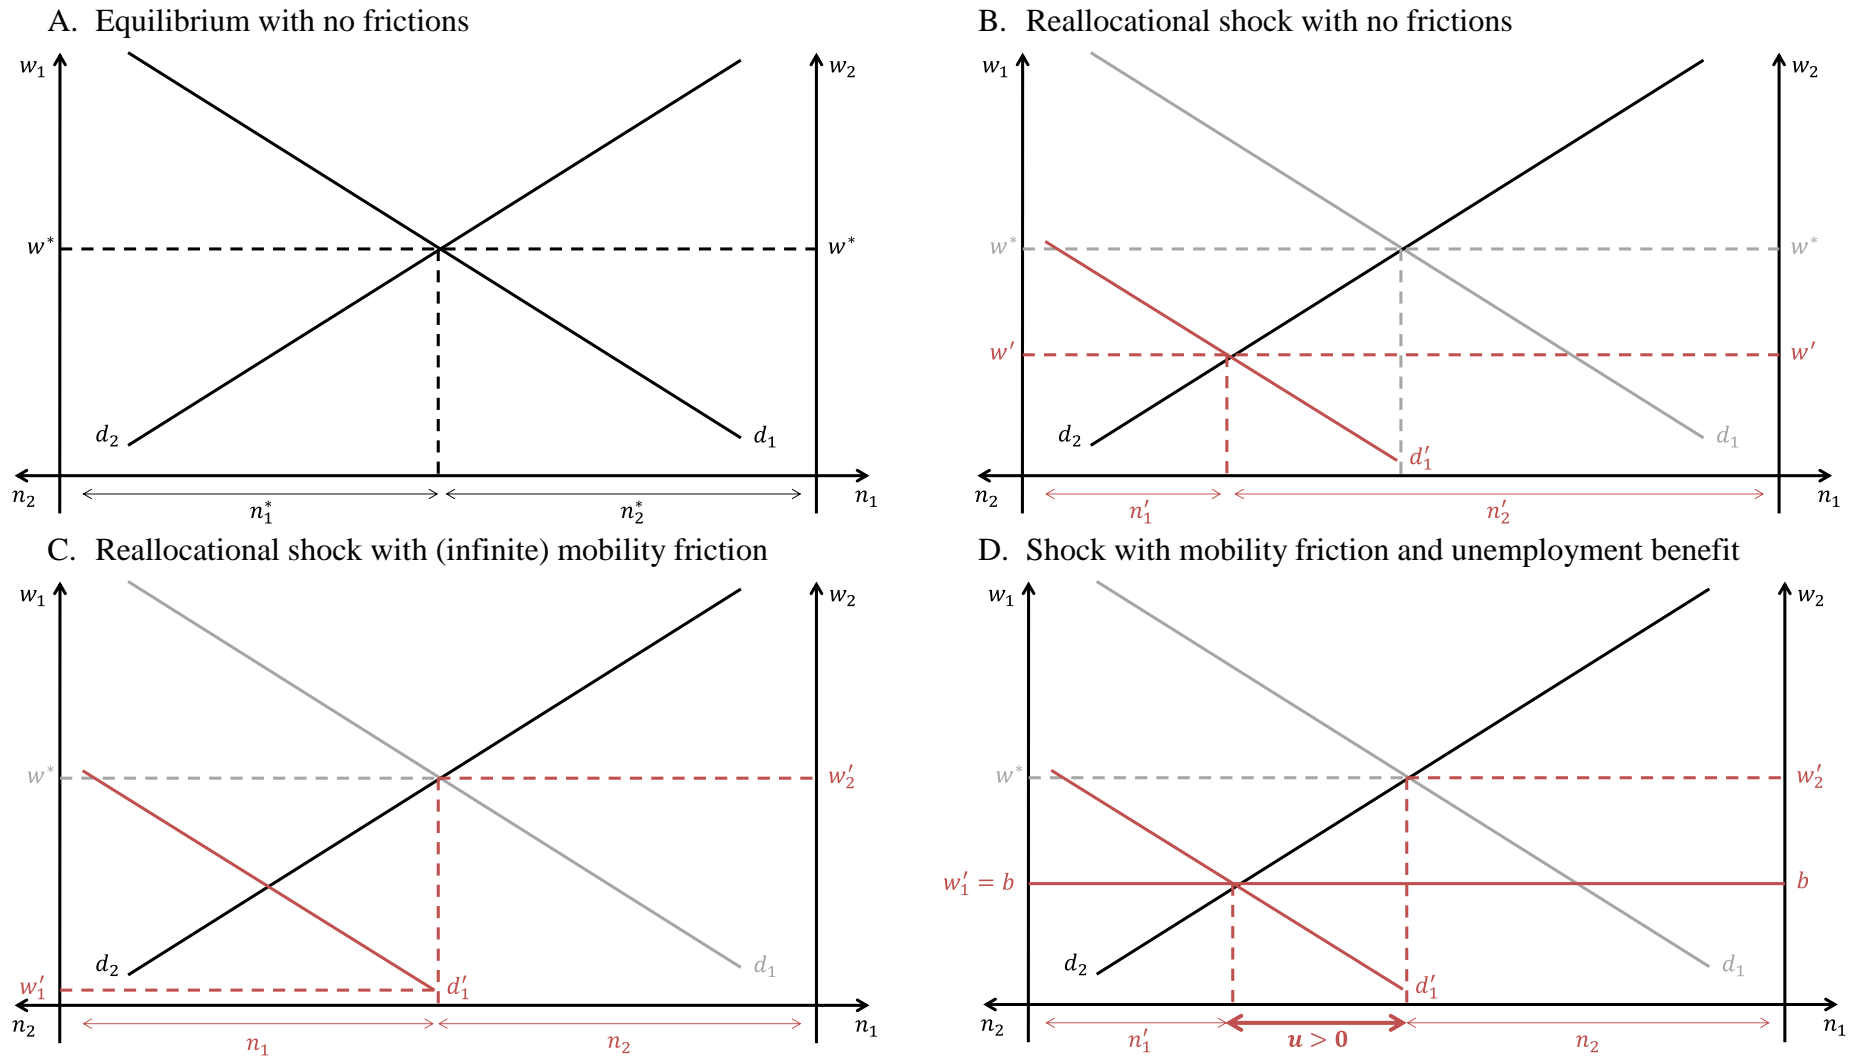 A. Equilibrium with no frictions
w₁
w₂
w*
w*
d₂
d₁
n₂
n₁
n₁*
n₂*
B. Reallocational shock with no frictions
w₁
w₂
w*
w*
w′
w′
d₂
d₁
d₁′
n₂
n₁
n₁′
n₂′
C. Reallocational shock with (infinite) mobility friction
w₁
w₂
w*
w₂′
d₂
d₁
w₁′
d₁′
n₂
n₁
n₁
n₂
D. Shock with mobility friction and unemployment benefit
w₁
w₂
w*
w₂′
w₁′ = b
b
d₂
d₁
d₁′
n₂
n₁
n₁′
u > 0
n₂